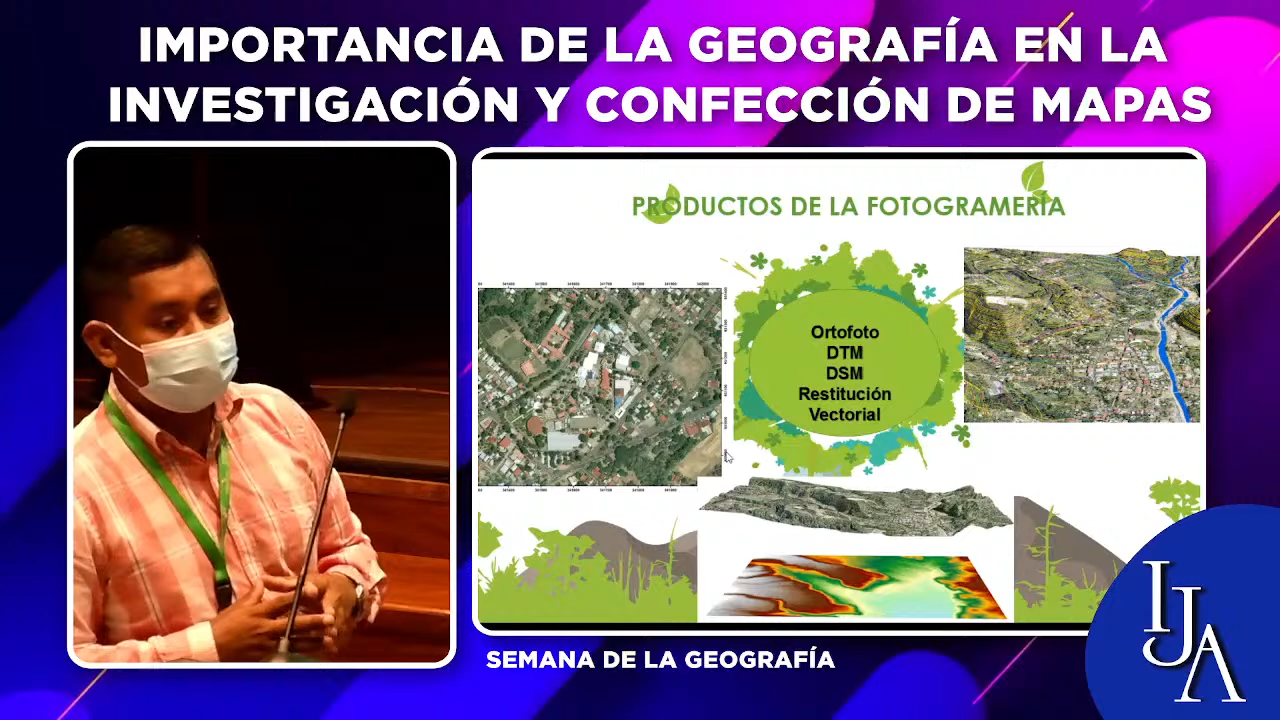 IMPORTANCIA DE LA GEOGRAFÍA EN LA
INVESTIGACIÓN Y CONFECCIÓN DE MAPAS
PRODUCTOS DE LA FOTOGRAMERÍA
Ortofoto
DTM
DSM
Restitución
Vectorial
SEMANA DE LA GEOGRAFÍA
IJA